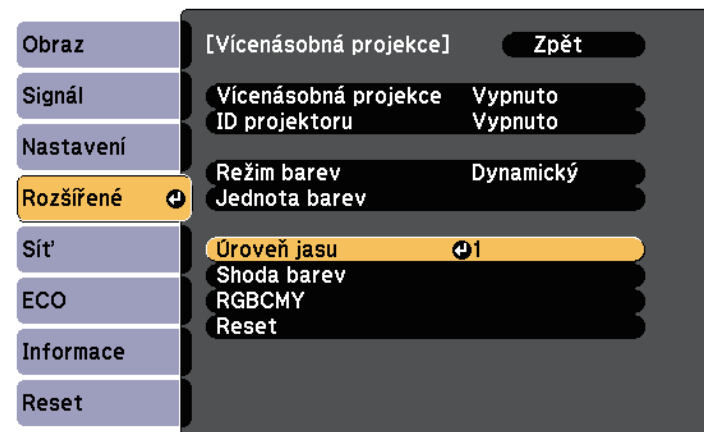 Obraz
Signál
Nastavení
Rozšířené
Síť
ECO
Informace
Reset
[Vícenásobná projekce] Zpět
Vícenásobná projekce Vypnuto
ID projektoru Vypnuto
Režim barev Dynamický
Jednota barev
Úroveň jasu 1
Shoda barev
RGBCMY
Reset